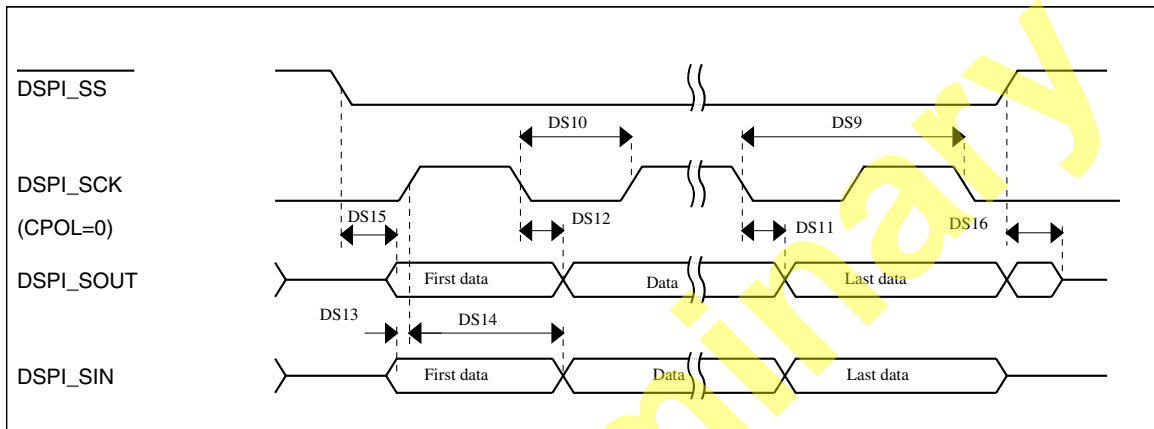 DSPI_SS
DS10
DS9
DSPI_SCK
(CPOL=0)
DS15
DS12
DS11
DS16
DSPI_SOUT
First data
Data
Last data
DS13
DS14
DSPI_SIN
First data
Data
Last data
minary